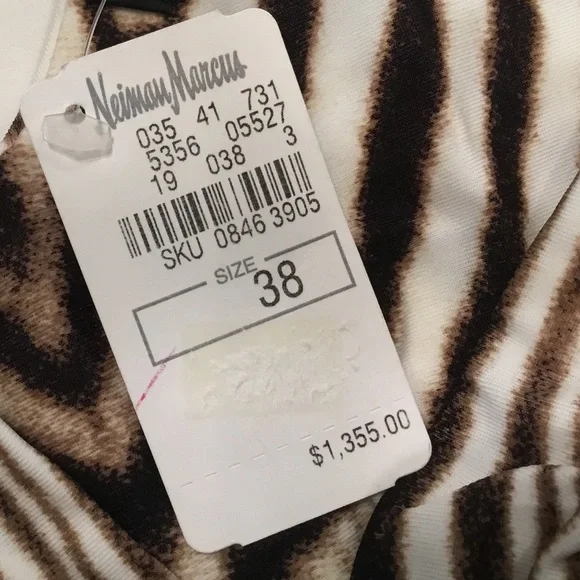 Neiman Marcus
035 41 731
5356 05527
19 038 3
SKU 0846 3905
SIZE
38
$1,355.00